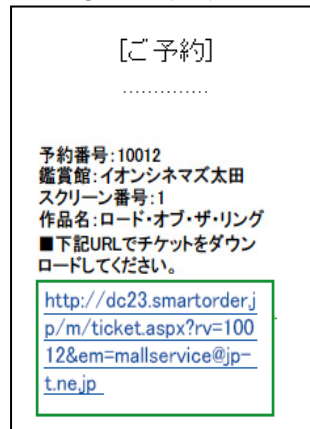 [ご予約]
..............
予約番号:10012
鑑賞館:イオンシネマズ太田
スクリーン番号:1
作品名:ロード・オブ・ザ・リング
■下記URLでチケットをダウン
ロードしてください。
http://dc23.smartorder.j
p/m/ticket.aspx?rv=100
12&em=mallservice@jp-
t.ne.jp